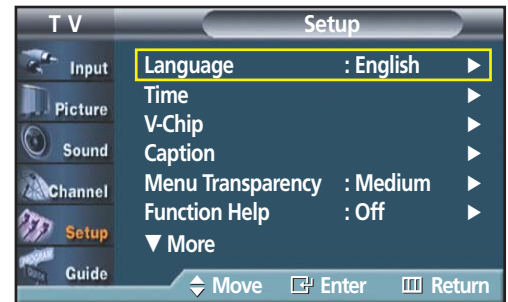 T V
Setup
Input
Picture
Sound
Channel
Setup
Guide
Language : English ▶
Time ▶
V-Chip ▶
Caption ▶
Menu Transparency : Medium ▶
Function Help : Off ▶
▼ More
Move Enter Return